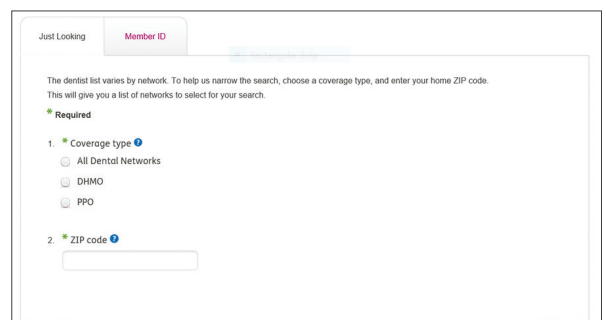 Just Looking
Member ID
The dentist list varies by network. To help us narrow the search, choose a coverage type, and enter your home ZIP code.
This will give you a list of networks to select for your search.
* Required
1. * Coverage type ?
All Dental Networks
DHMO
PPO
2. * ZIP code ?